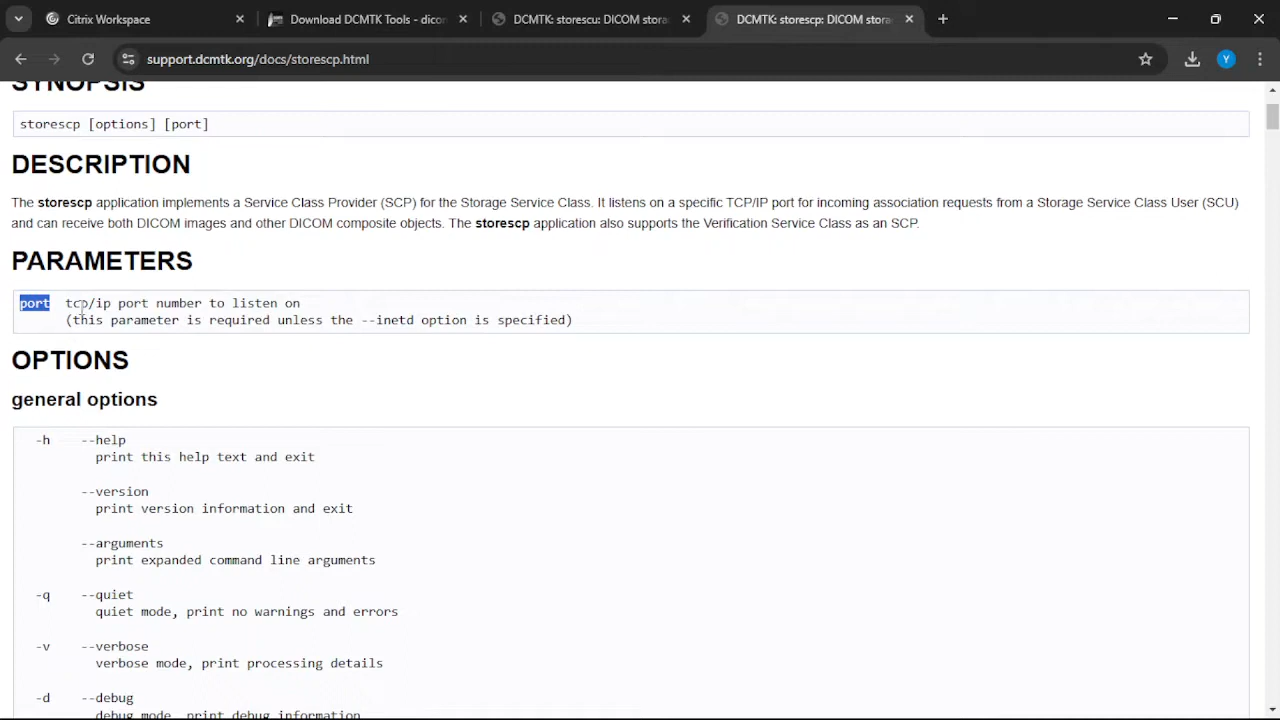 Citrix Workspace
Download DCMTK Tools - dicon
DCMTK: storescu: DICOM stora
DCMTK: storescp: DICOM stora
support.dcmtk.org/docs/storescp.html
Y
SYNOPSIS
storescp [options] [port]
DESCRIPTION
The storescp application implements a Service Class Provider (SCP) for the Storage Service Class. It listens on a specific TCP/IP port for incoming association requests from a Storage Service Class User (SCU)
and can receive both DICOM images and other DICOM composite objects. The storescp application also supports the Verification Service Class as an SCP.
PARAMETERS
port tcp/ip port number to listen on
(this parameter is required unless the --inetd option is specified)
OPTIONS
general options
-h --help
print this help text and exit
--version
print version information and exit
--arguments
print expanded command line arguments
-q --quiet
quiet mode, print no warnings and errors
-v --verbose
verbose mode, print processing details
-d --debug
debug mode, print debug information